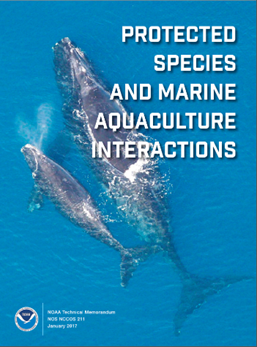 PROTECTED
SPECIES
AND MARINE
AQUACULTURE
INTERACTIONS
NOAA Technical Memorandum
NOS NCCOS 211
January 2017